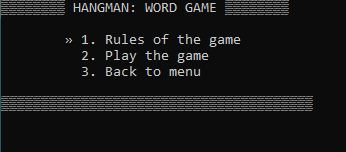 HANGMAN: WORD GAME
» 1. Rules of the game
2. Play the game
3. Back to menu